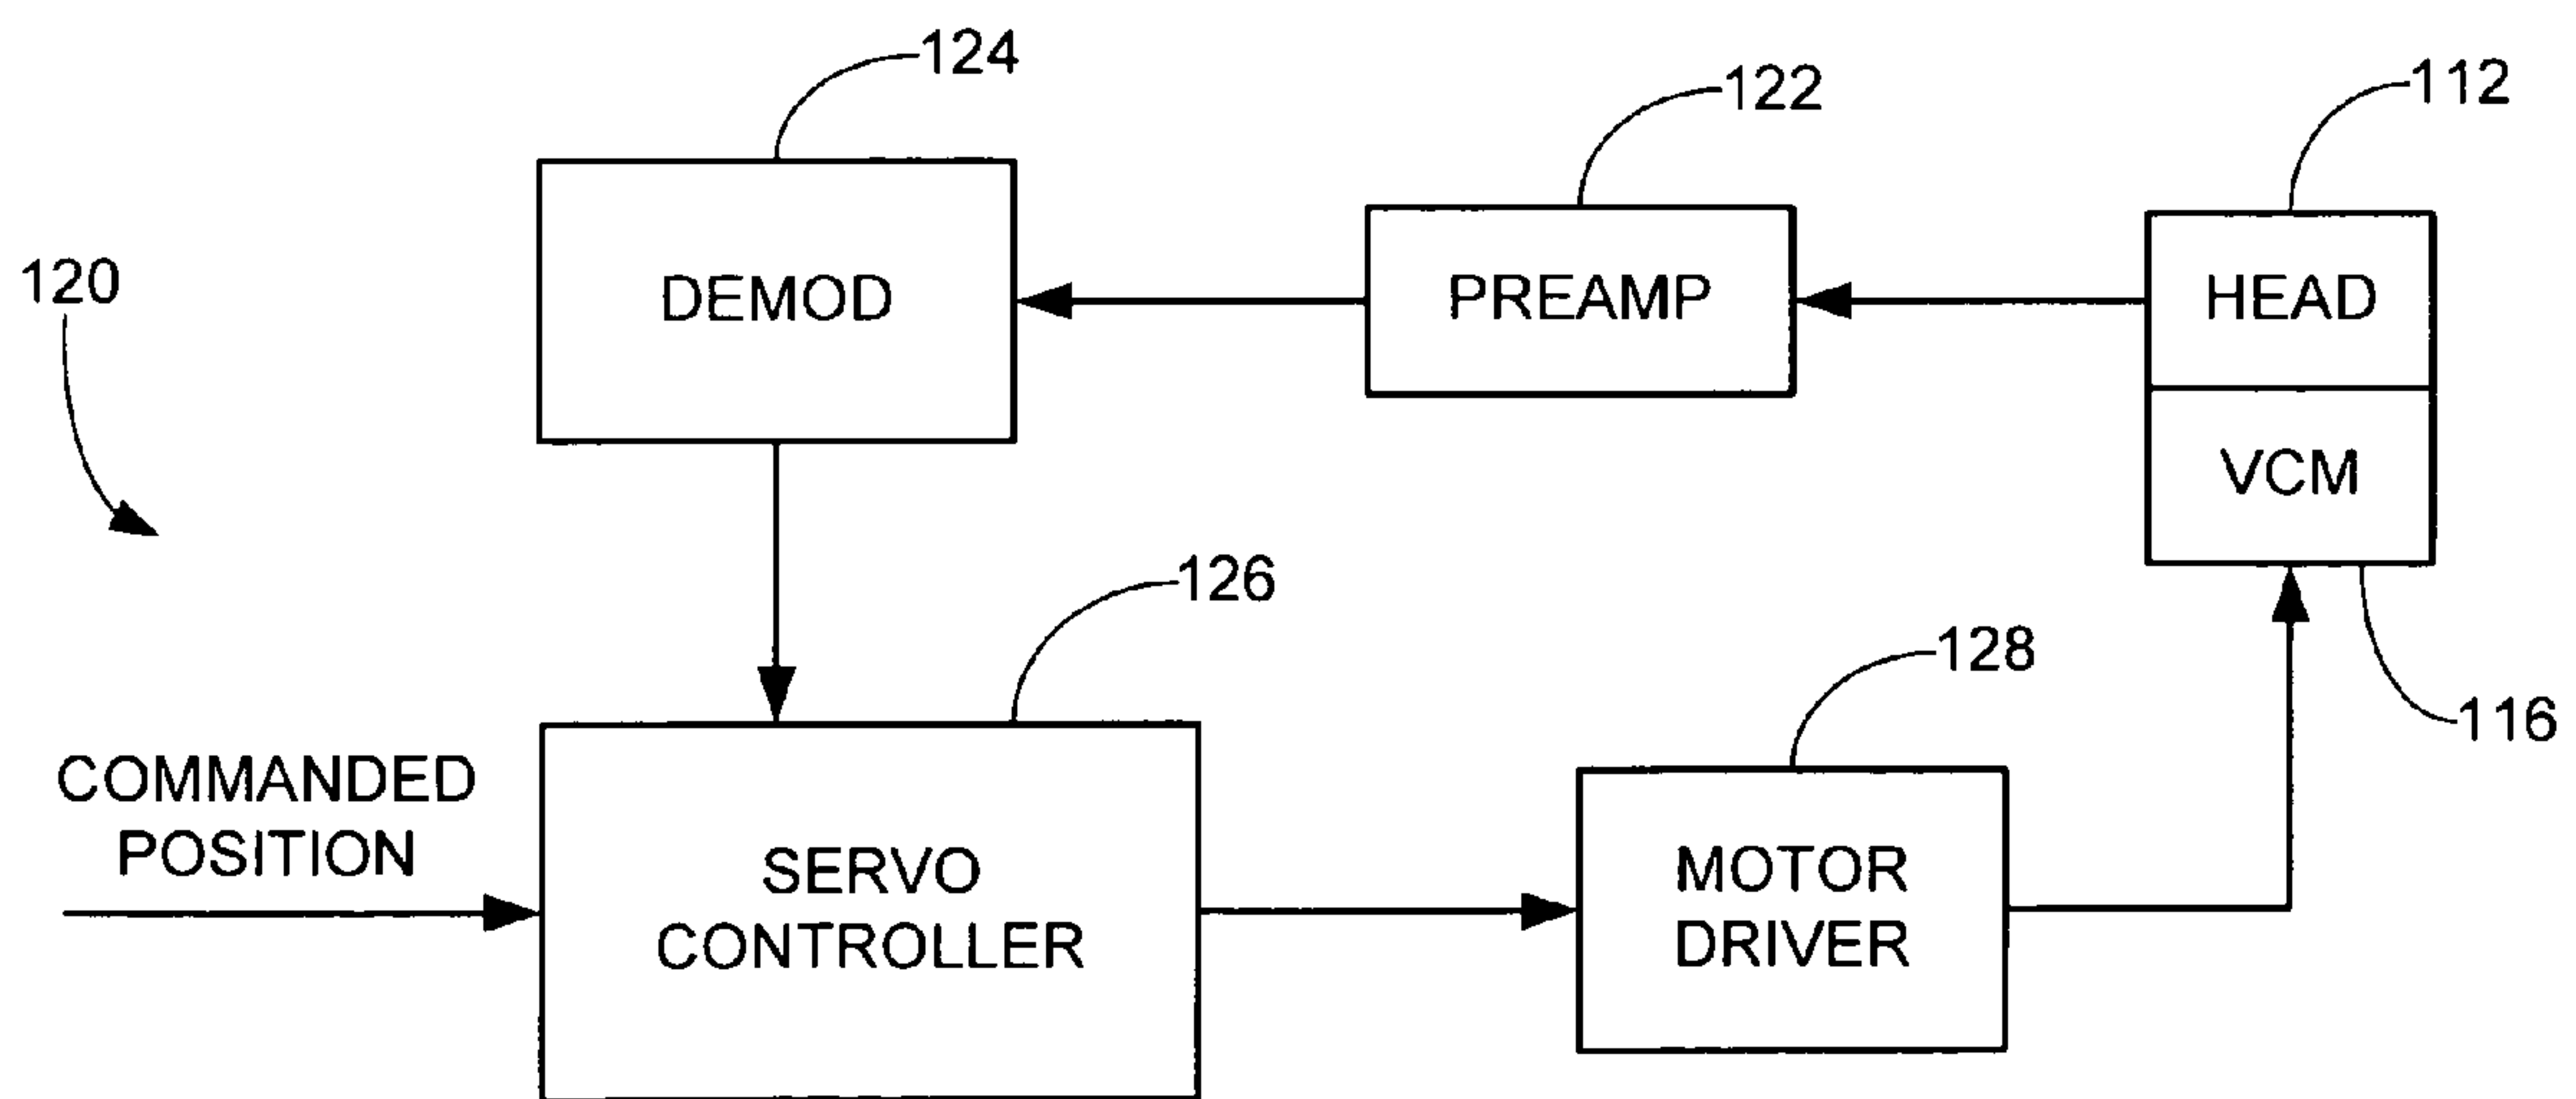 124
122
112
120
DEMOD
PREAMP
HEAD
VCM
126
128
116
COMMANDED
POSITION
SERVO
CONTROLLER
MOTOR
DRIVER